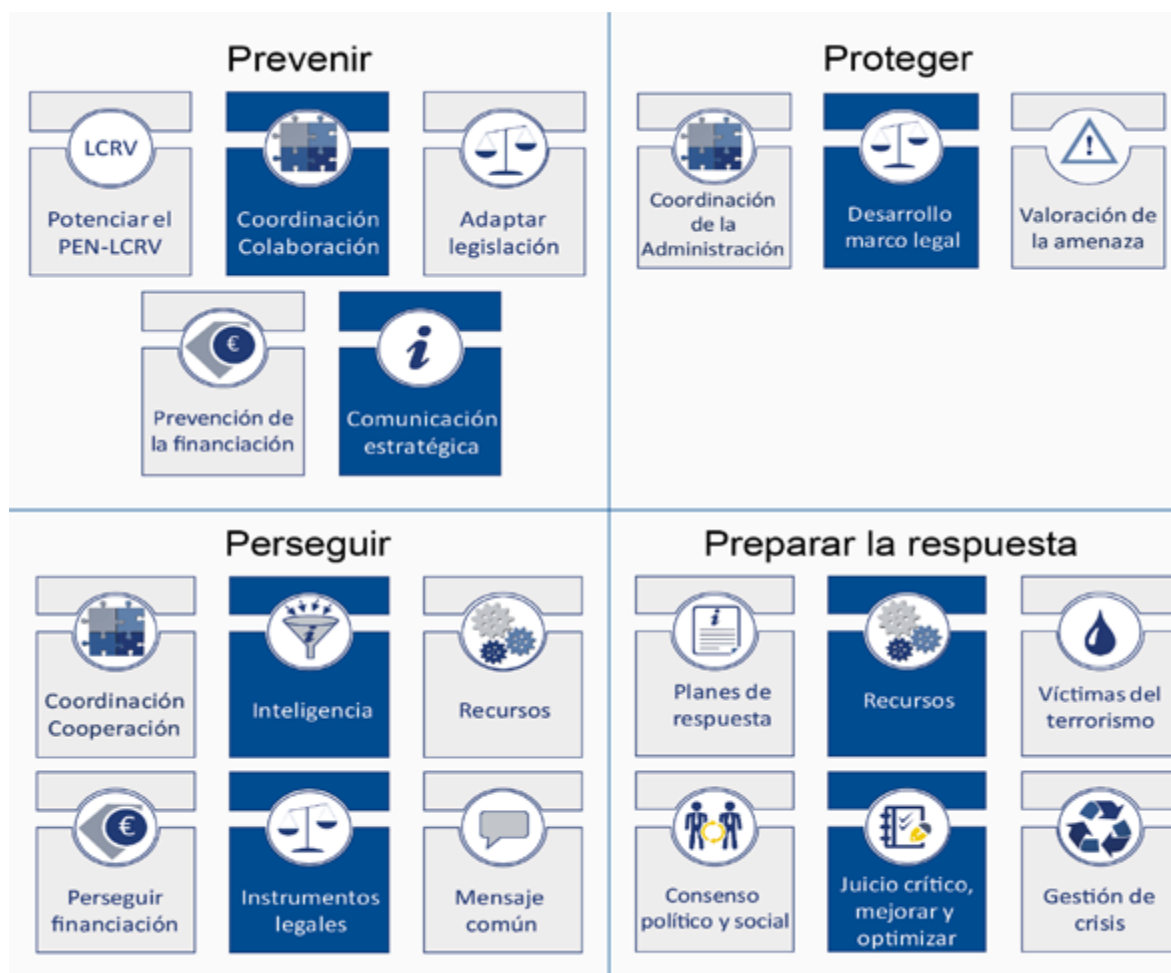 Prevenir
LCRV
Potenciar el
PEN-LCRV
Coordinación
Colaboración
Adaptar
legislación
€
Prevención de
la financiación
i
Comunicación
estratégica
Proteger
Coordinación
de la
Administración
Desarrollo
marco legal
!
Valoración de
la amenaza
Perseguir
Coordinación
Cooperación
i
Inteligencia
Recursos
€
Perseguir
financiación
Instrumentos
legales
Mensaje
común
Preparar la respuesta
i
Planes de
respuesta
Recursos
Víctimas del
terrorismo
Consenso
político y social
Juicio crítico,
mejorar y
optimizar
Gestión de
crisis